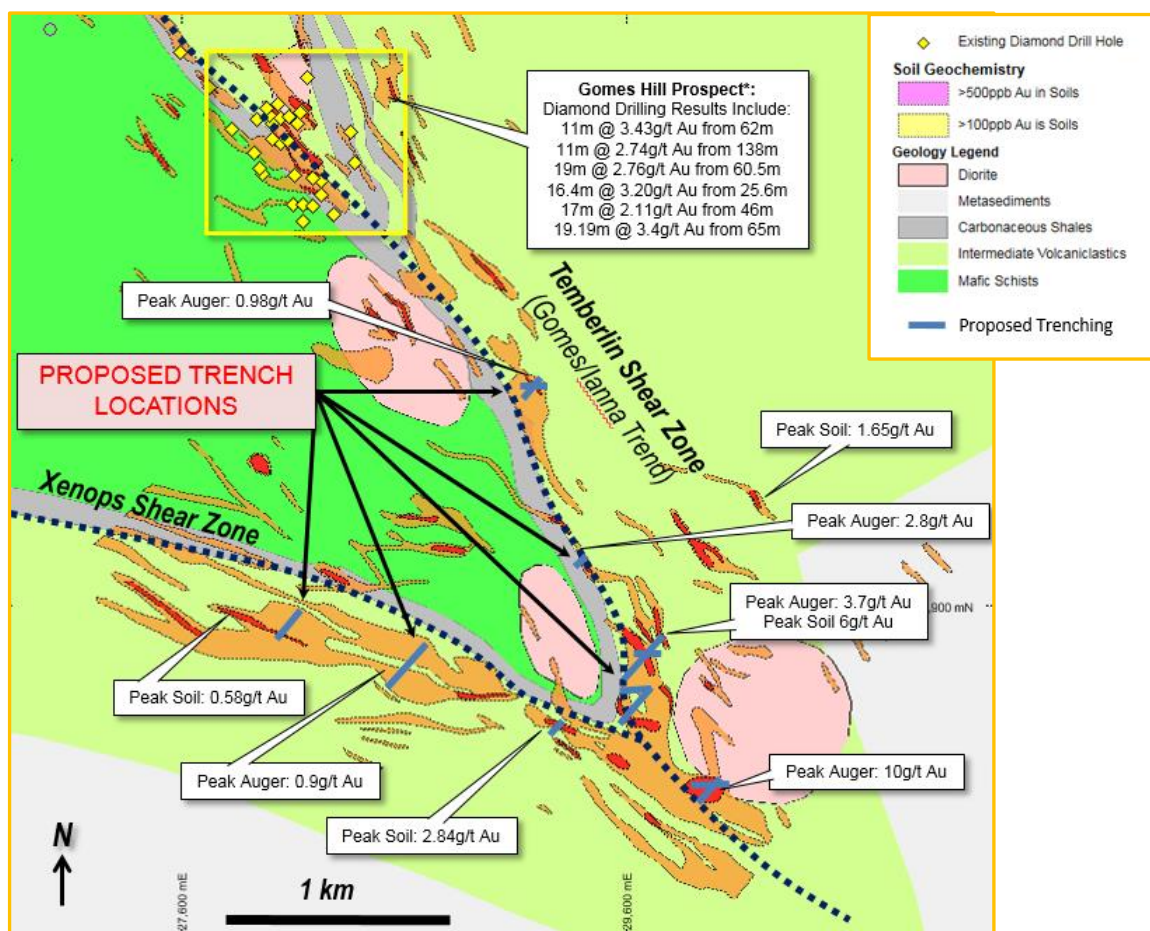 Gomes Hill Prospect*:
Diamond Drilling Results Include:
11m @ 3.43g/t Au from 62m
11m @ 2.74g/t Au from 138m
19m @ 2.76g/t Au from 60.5m
16.4m @ 3.20g/t Au from 25.6m
17m @ 2.11g/t Au from 46m
19.19m @ 3.4g/t Au from 65m
Existing Diamond Drill Hole
Soil Geochemistry
>500ppb Au in Soils
>100ppb Au is Soils
Geology Legend
Diorite
Metasediments
Carbonaceous Shales
Intermediate Volcaniclastics
Mafic Schists
Proposed Trenching
Peak Auger: 0.98g/t Au
Temberlin Shear Zone
(Gomes/Ianna Trend)
PROPOSED TRENCH
LOCATIONS
Peak Soil: 1.65g/t Au
Xenops Shear Zone
Peak Auger: 2.8g/t Au
Peak Auger: 3.7g/t Au
Peak Soil 6g/t Au
,900 mN
Peak Soil: 0.58g/t Au
Peak Auger: 0.9g/t Au
Peak Auger: 10g/t Au
Peak Soil: 2.84g/t Au
N
1 km
27,600 mE
29,600 mE